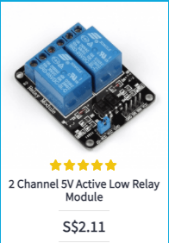 2 Channel 5V Active Low Relay
Module
S$2.11